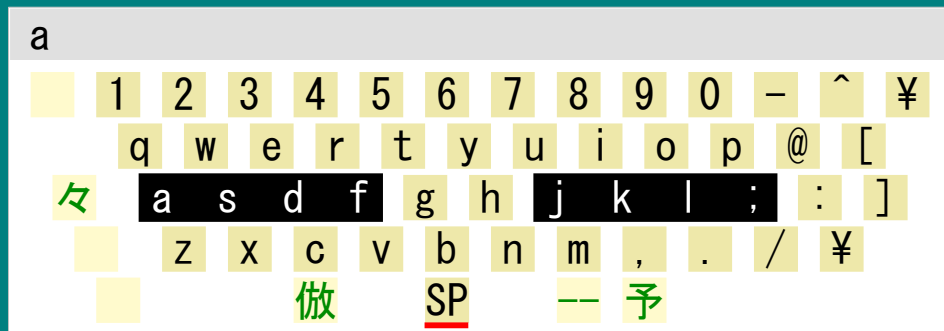 a
1 2 3 4 5 6 7 8 9 0 - ^ ¥
q w e r t y u i o p @ [
々 a s d f g h j k l ; : ]
z x c v b n m , . / ¥
倣 SP -- 予